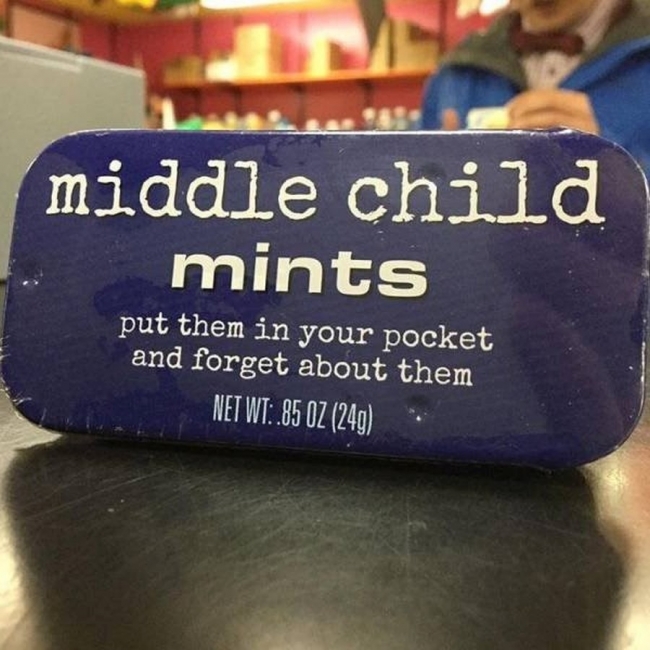 middle child
mints
put them in your pocket
and forget about them
NET WT: .85 OZ (24g)